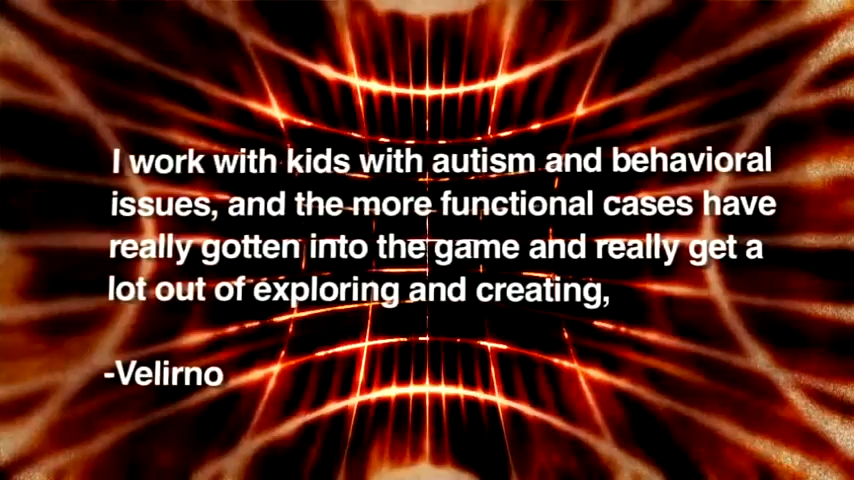 I work with kids with autism and behavioral
issues, and the more functional cases have
really gotten into the game and really get a
lot out of exploring and creating,
-Velirno